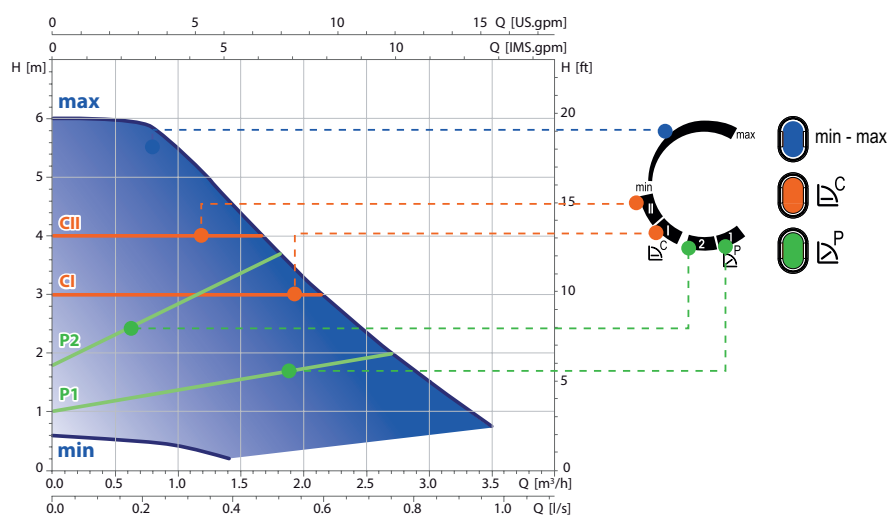 0 5 10 15 Q [US.gpm]
0 5 10 Q [IMS.gpm]
H [m] H [ft]
max
6 20
max
min - max
5
min
15
II C
CII
4
I 2 1
C P
P
CI
3
10
P2
2
P1
5
1
min
0 0
0.0 0.5 1.0 1.5 2.0 2.5 3.0 Q [m³/h]
0.0 0.2 0.4 0.6 0.8 1.0 Q [l/s]